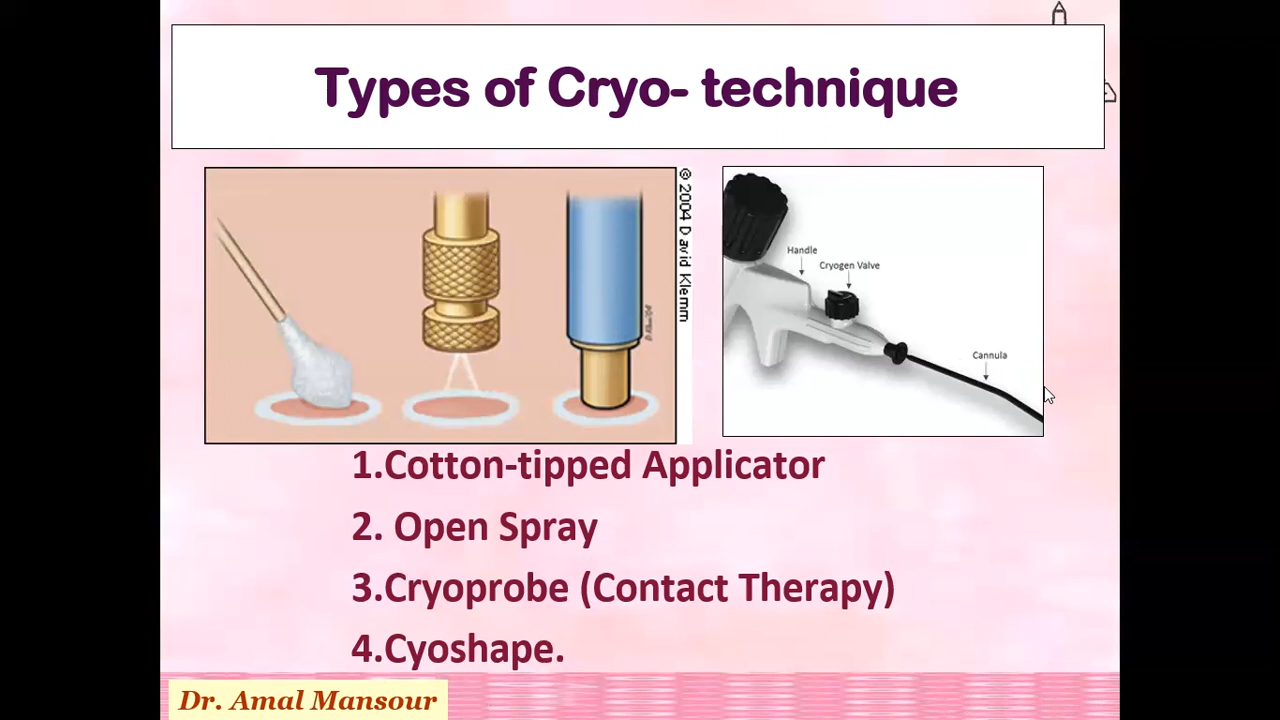 Types of Cryo- technique
© 2004 David Klemm
Handle
Cryogen Valve
Cannula
1.Cotton-tipped Applicator
2. Open Spray
3.Cryoprobe (Contact Therapy)
4.Cyoshape.
Dr. Amal Mansour